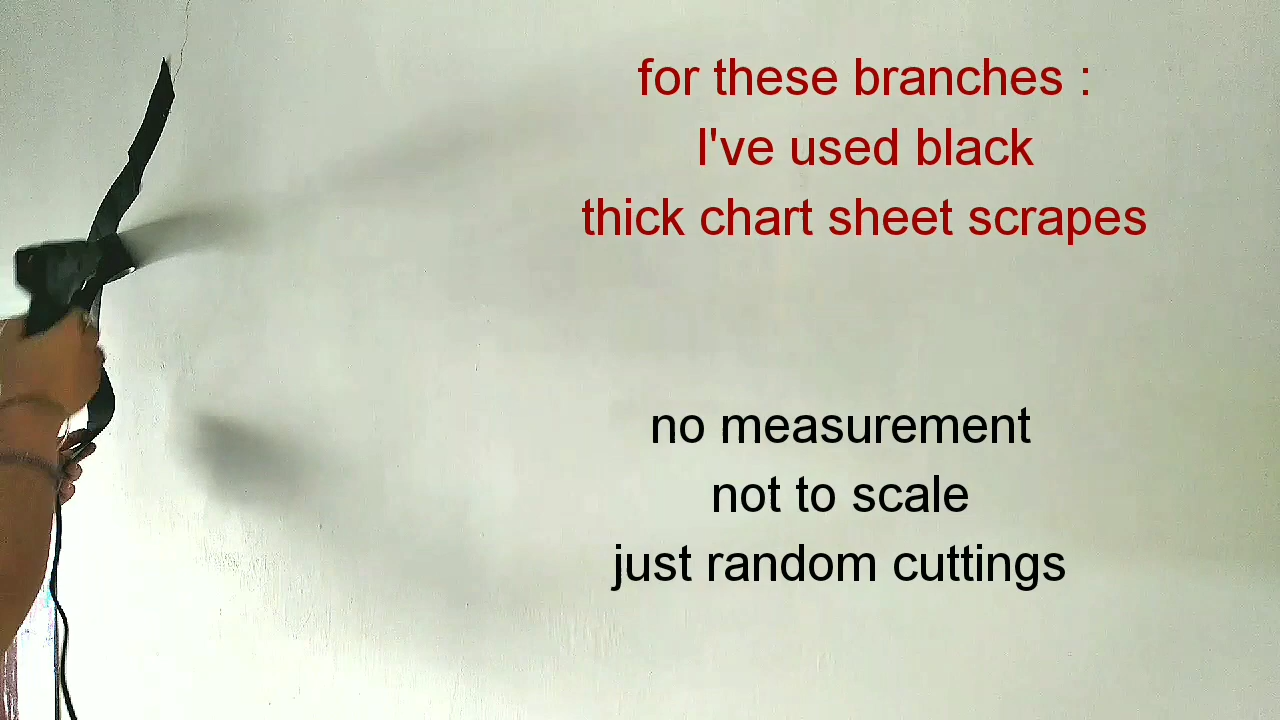 for these branches :
I've used black
thick chart sheet scrapes
no measurement
not to scale
just random cuttings